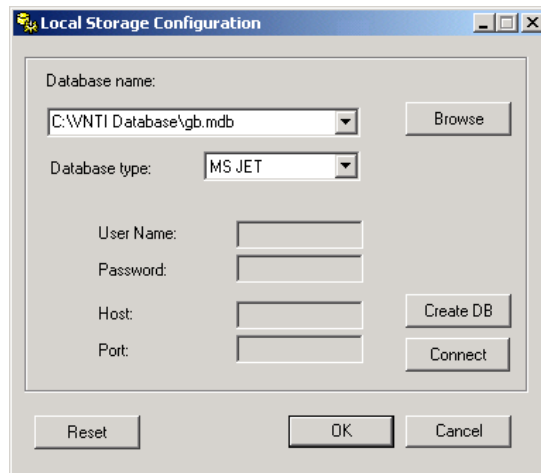 Local Storage Configuration
Database name:
C:\VNTI Database\gb.mdb
Browse
Database type:
MS JET
User Name:
Password:
Host:
Create DB
Port:
Connect
Reset
OK
Cancel